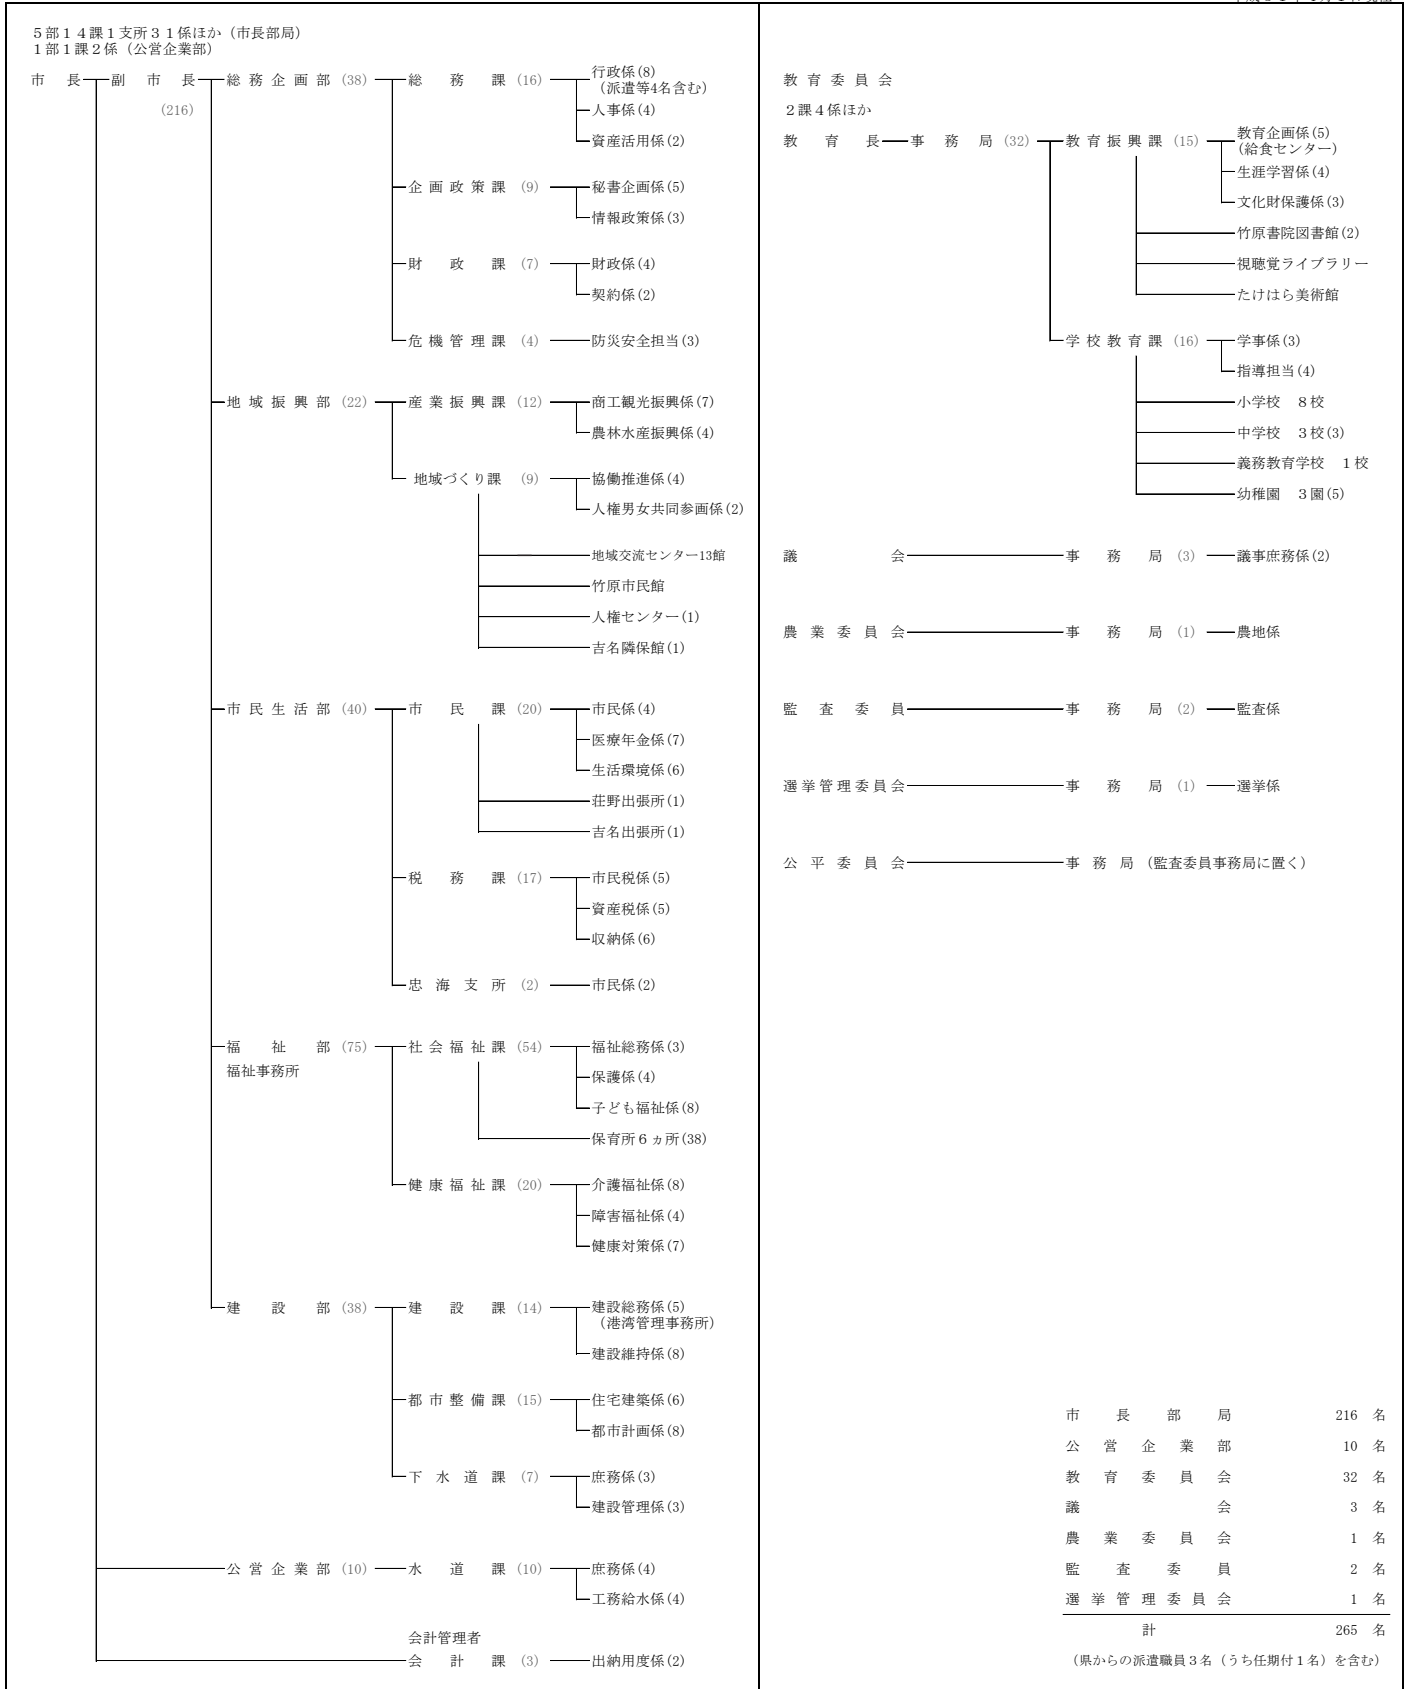 ５部１４課１支所３１係ほか（市長部局）
１部１課２係（公営企業部）
市長 副市長 総務企画部 (38) 総務課 (16) 行政係(8)
（派遣等4名含む）
(216) 人事係(4)
資産活用係(2)
企画政策課 (9) 秘書企画係(5)
情報政策係(3)
財政課 (7) 財政係(4)
契約係(2)
危機管理課 (4) 防災安全担当(3)
地域振興部 (22) 産業振興課 (12) 商工観光振興係(7)
農林水産振興係(4)
地域づくり課 (9) 協働推進係(4)
人権男女共同参画係(2)
地域交流センター13館
竹原市民館
人権センター(1)
吉名隣保館(1)
市民生活部 (40) 市民課 (20) 市民係(4)
医療年金係(7)
生活環境係(6)
荘野出張所(1)
吉名出張所(1)
税務課 (17) 市民税係(5)
資産税係(5)
収納係(6)
忠海支所 (2) 市民係(2)
福祉部 (75) 社会福祉課 (54) 福祉総務係(3)
福祉事務所
保護係(4)
子ども福祉係(8)
保育所６ヵ所(38)
健康福祉課 (20) 介護福祉係(8)
障害福祉係(4)
健康対策係(7)
建設部 (38) 建設課 (14) 建設総務係(5)
（港湾管理事務所）
建設維持係(8)
都市整備課 (15) 住宅建築係(6)
都市計画係(8)
下水道課 (7) 庶務係(3)
建設管理係(3)
公営企業部 (10) 水道課 (10) 庶務係(4)
工務給水係(4)
会計管理者
会計課 (3) 出納用度係(2)
教育委員会
２課４係ほか
教育長 事務局 (32) 教育振興課 (15) 教育企画係(5)
(給食センター)
生涯学習係(4)
文化財保護係(3)
竹原書院図書館(2)
視聴覚ライブラリー
たけはら美術館
学校教育課 (16) 学事係(3)
指導担当(4)
小学校　８校
中学校　３校(3)
義務教育学校　１校
幼稚園　３園(5)
議会 事務局 (3) 議事庶務係(2)
農業委員会 事務局 (1) 農地係
監査委員 事務局 (2) 監査係
選挙管理委員会 事務局 (1) 選挙係
公平委員会 事務局（監査委員事務局に置く）
市長部局 216 名
公営企業部 10 名
教育委員会 32 名
議会 3 名
農業委員会 1 名
監査委員 2 名
選挙管理委員会 1 名
計 265 名
（県からの派遣職員３名（うち任期付１名）を含む）